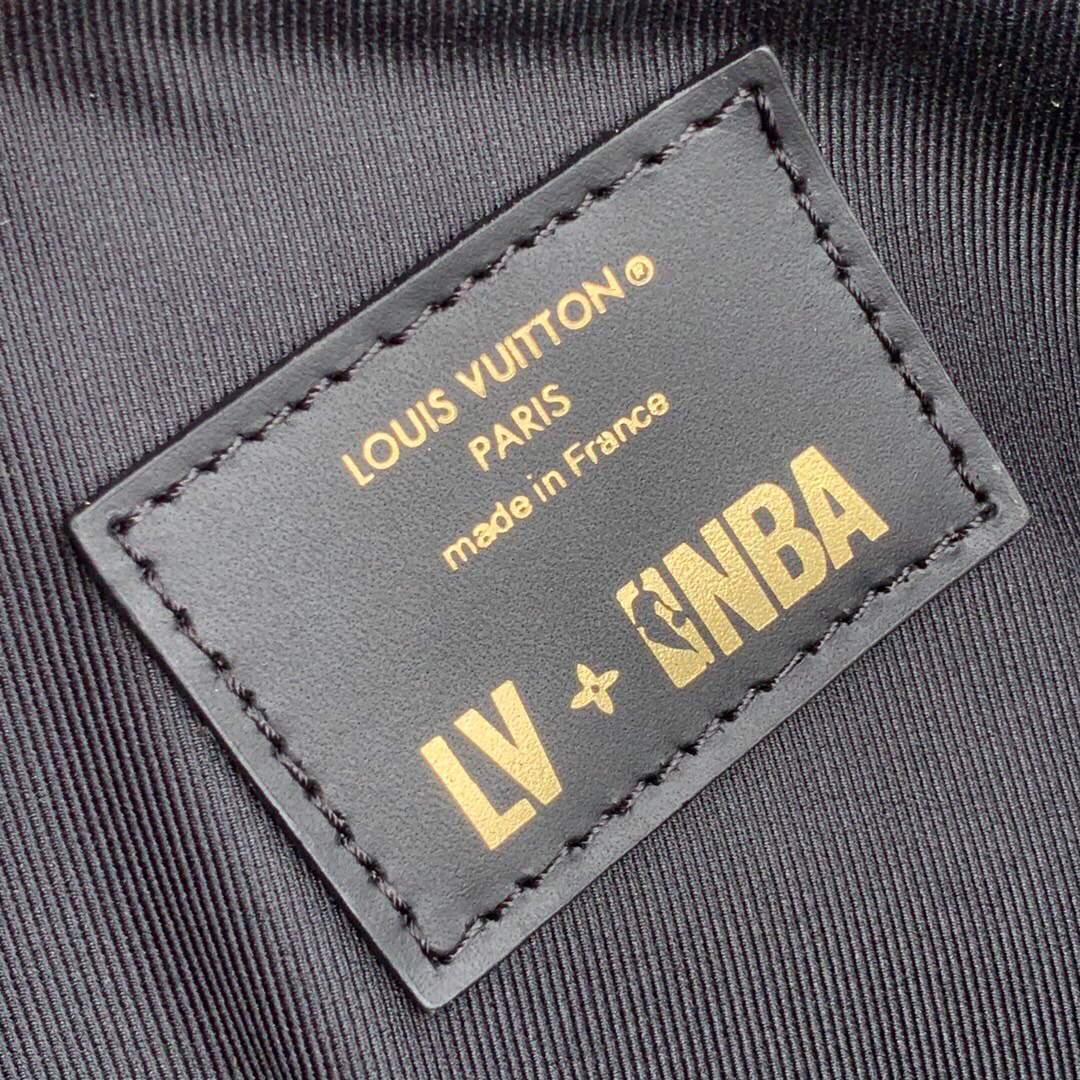 LOUIS VUITTON®
PARIS
made in France
LV + NBA